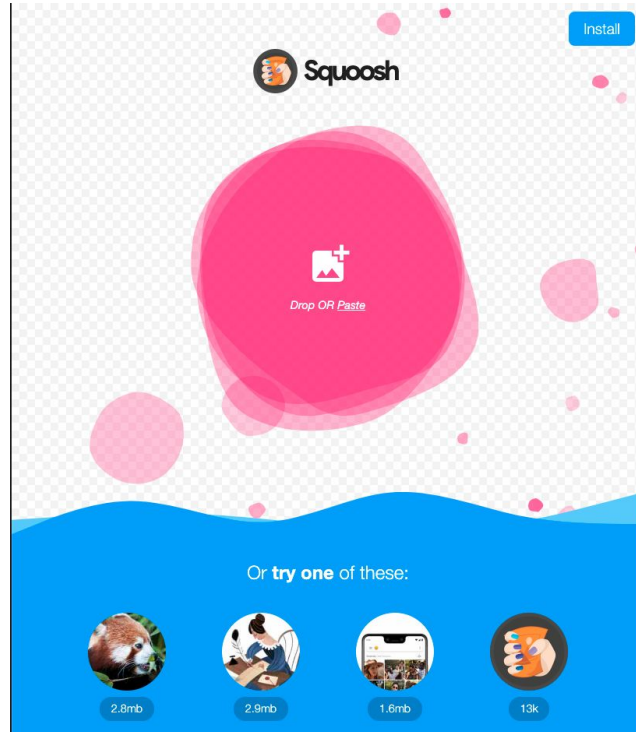 Install
Squoosh
Drop OR Paste
Or try one of these:
2.8mb
2.9mb
1.6mb
13k